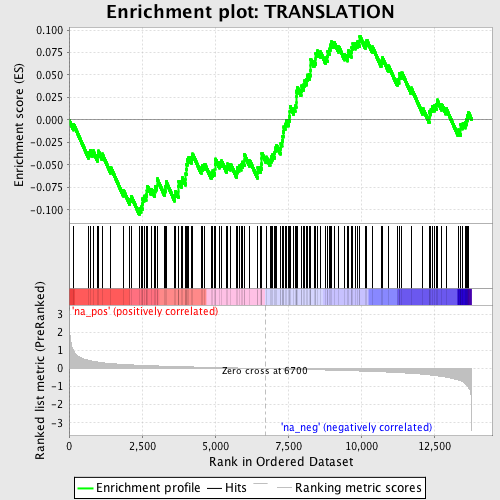 Enrichment plot: TRANSLATION
Enrichment score (ES)
0.100
0.075
0.050
0.025
0.000
-0.025
-0.050
-0.075
-0.100
'na_pos' (positively correlated)
Ranked list metric (PreRanked)
3
2
1
0
-1
-2
-3
Zero cross at 6700
'na_neg' (negatively correlated)
0
2,500
5,000
7,500
10,000
12,500
Rank in Ordered Dataset
Enrichment profile
Hits
Ranking metric scores